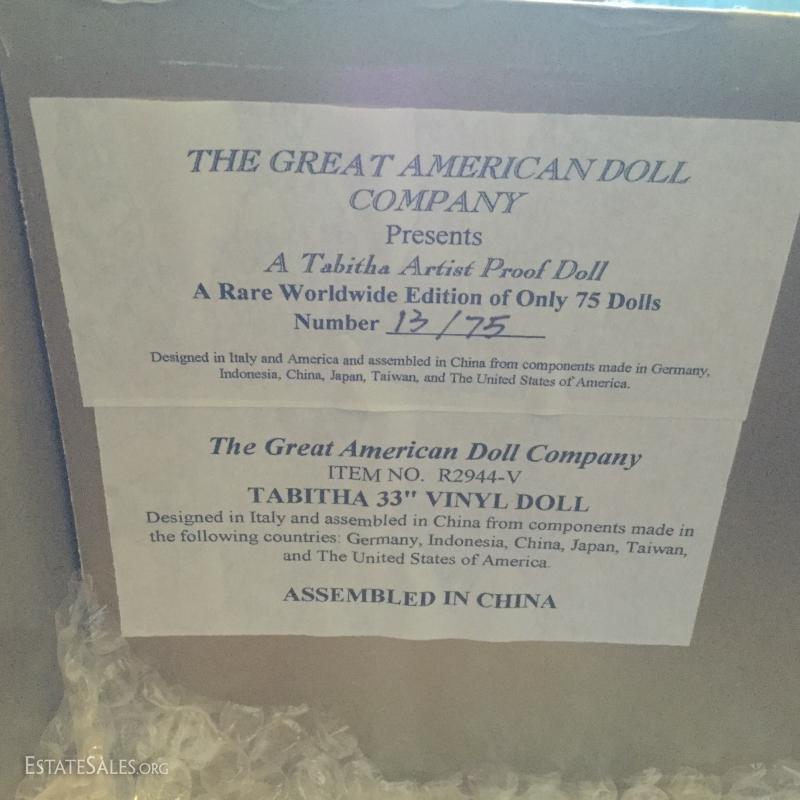 THE GREAT AMERICAN DOLL
COMPANY
Presents
A Tabitha Artist Proof Doll
A Rare Worldwide Edition of Only 75 Dolls
Number 13/75
Designed in Italy and America and assembled in China from components made in Germany,
Indonesia, China, Japan, Taiwan, and The United States of America.
The Great American Doll Company
ITEM NO. R2944-V
TABITHA 33" VINYL DOLL
Designed in Italy and assembled in China from components made in
the following countries: Germany, Indonesia, China, Japan, Taiwan,
and The United States of America.
ASSEMBLED IN CHINA
ESTATESALES.ORG